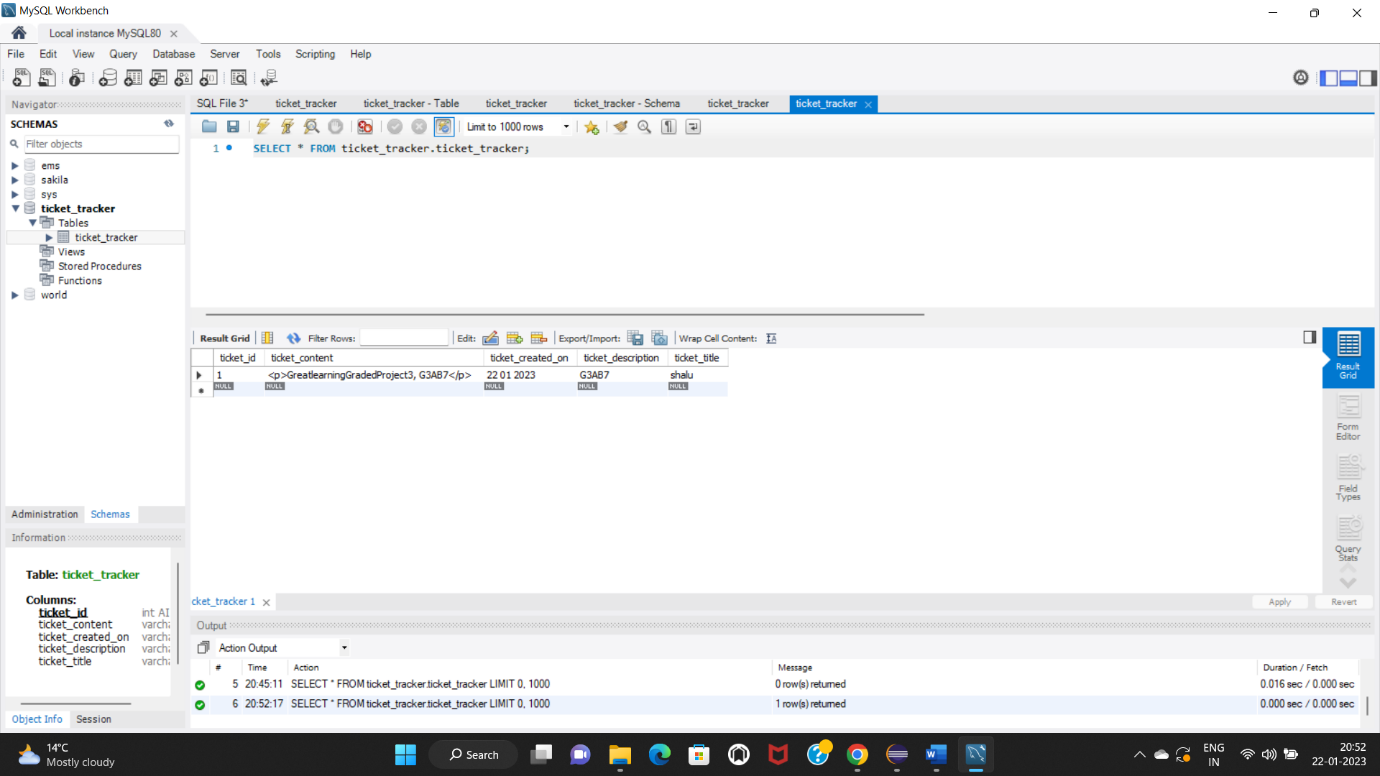 MySQL Workbench
Local instance MySQL80
File Edit View Query Database Server Tools Scripting Help
Navigator
SCHEMAS
Filter objects
ems
sakila
sys
ticket_tracker
Tables
ticket_tracker
Views
Stored Procedures
Functions
world
Administration Schemas
Information
Table: ticket_tracker
Columns:
ticket_id int AI
ticket_content varcha
ticket_created_on varcha
ticket_description varcha
ticket_title varcha
Object Info Session
SQL File 3* ticket_tracker ticket_tracker - Table ticket_tracker ticket_tracker - Schema ticket_tracker ticket_tracker
Limit to 1000 rows
1 SELECT * FROM ticket_tracker.ticket_tracker;
Result Grid Filter Rows: Edit: Export/Import: Wrap Cell Content:
ticket_id ticket_content ticket_created_on ticket_description ticket_title
1 <p>GreatlearningGradedProject3, G3AB7</p> 22 01 2023 G3AB7 shalu
NULL NULL NULL NULL NULL
Result Grid
Form Editor
Field Types
Query Stats
cket_tracker 1
Apply Revert
Output
Action Output
# Time Action Message Duration / Fetch
5 20:45:11 SELECT * FROM ticket_tracker.ticket_tracker LIMIT 0, 1000 0 row(s) returned 0.016 sec / 0.000 sec
6 20:52:17 SELECT * FROM ticket_tracker.ticket_tracker LIMIT 0, 1000 1 row(s) returned 0.000 sec / 0.000 sec
14°C
Mostly cloudy
Search
ENG
IN
20:52
22-01-2023